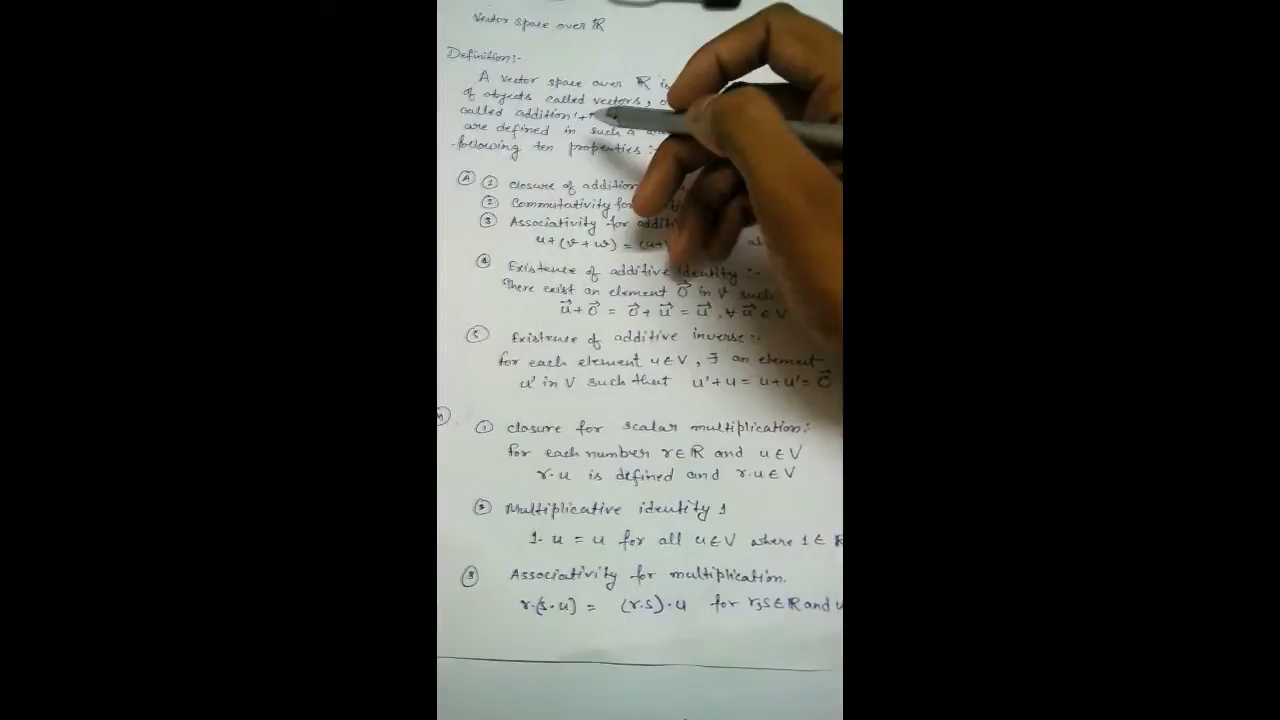 Vector space over ℝ
Definition:-
A vector space over ℝ is
of objects called vectors,
called addition '+'
are defined in such a
following ten properties:-
Ⓐ ① Closure of addition
② Commutativity for
③ Associativity for additi
u+(v+w) = (u+
④ Existence of additive identity :-
There exist an element 0⃗ in V such
u⃗+0⃗ = 0⃗+u⃗ = u⃗, ∀ u⃗ ∈ V
⑤ Existence of additive inverse:-
for each element u∈V, ∃ an element
u' in V such that u'+u = u+u' = 0⃗
① Closure for scalar multiplication:-
for each number r∈ℝ and u∈V
r·u is defined and r·u∈V
② Multiplicative identity 1
1·u = u for all u∈V where 1∈ℝ
③ Associativity for multiplication.
r·(s·u) = (r·s)·u for r,s∈ℝ and u